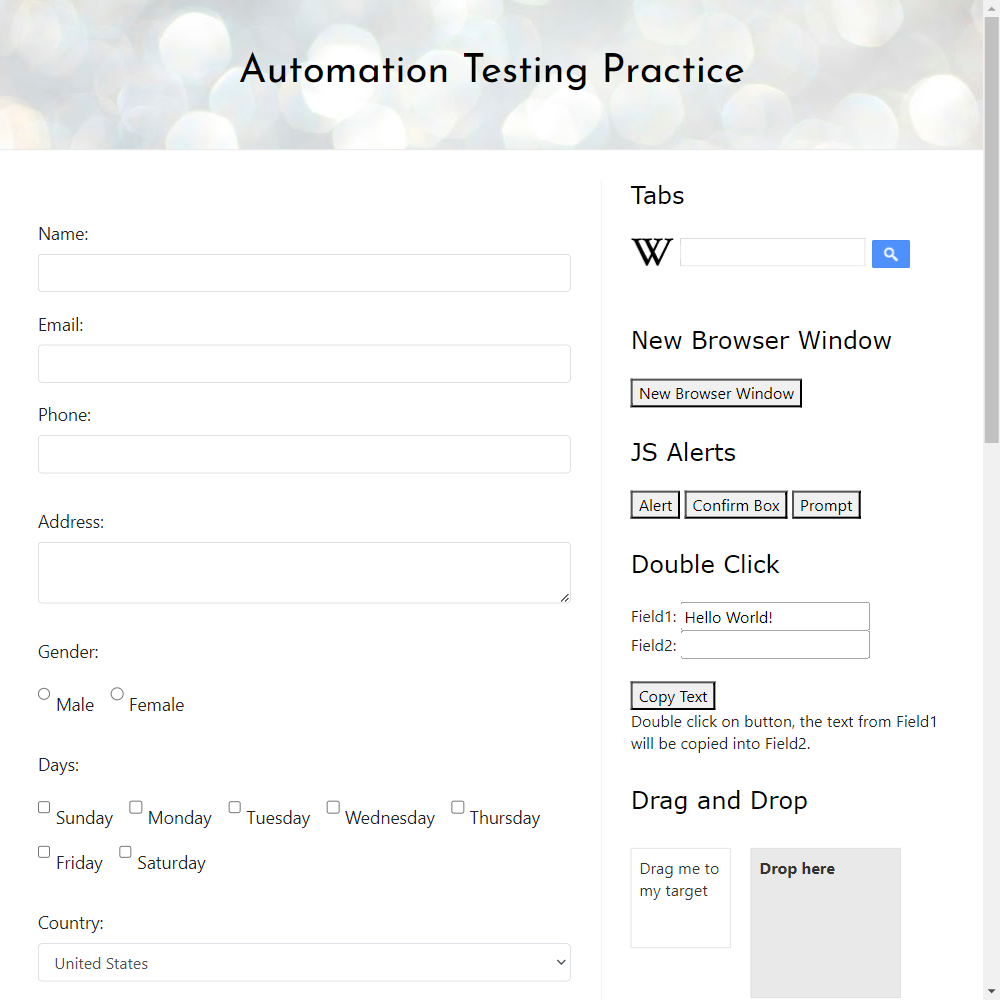 Automation Testing Practice
Name:
Email:
Phone:
Address:
Gender:
Male Female
Days:
Sunday Monday Tuesday Wednesday Thursday
Friday Saturday
Country:
United States
Tabs
W
New Browser Window
New Browser Window
JS Alerts
Alert Confirm Box Prompt
Double Click
Field1: Hello World!
Field2:
Copy Text
Double click on button, the text from Field1
will be copied into Field2.
Drag and Drop
Drag me to
my target
Drop here